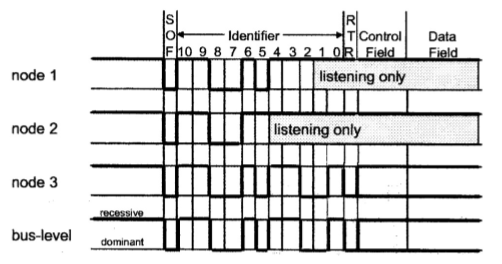 S
O
F
Identifier
10 9 8 7 6 5 4 3 2 1 0
R
T
R
Control
Field
Data
Field
node 1
listening only
node 2
listening only
node 3
recessive
bus-level
dominant